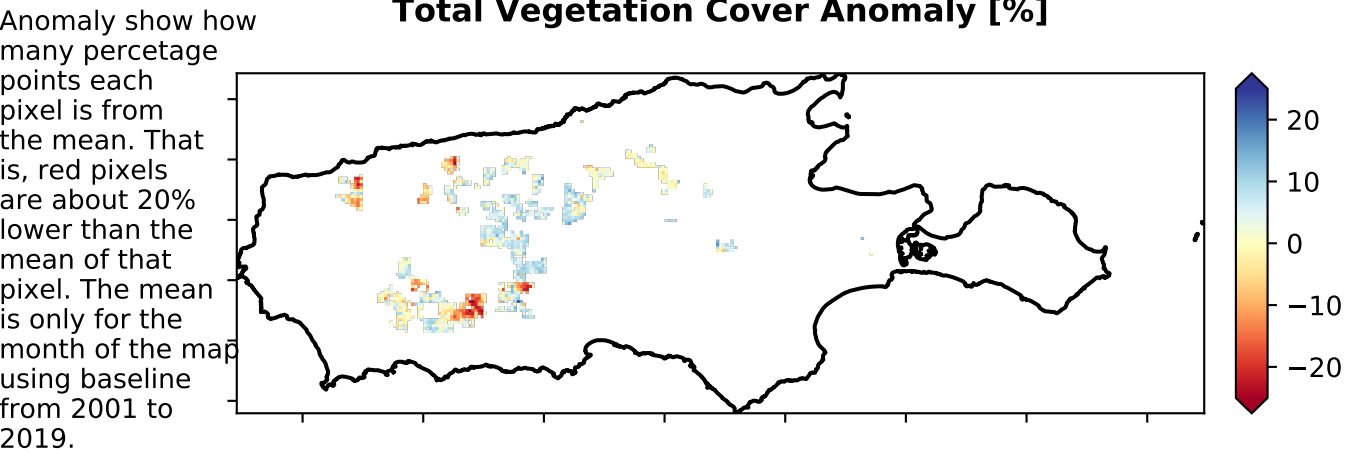 Total Vegetation Cover Anomaly [%]
Anomaly show how
many percetage
points each
pixel is from
the mean. That
is, red pixels
are about 20%
lower than the
mean of that
pixel. The mean
is only for the
month of the map
using baseline
from 2001 to
2019.
20
10
0
−10
−20